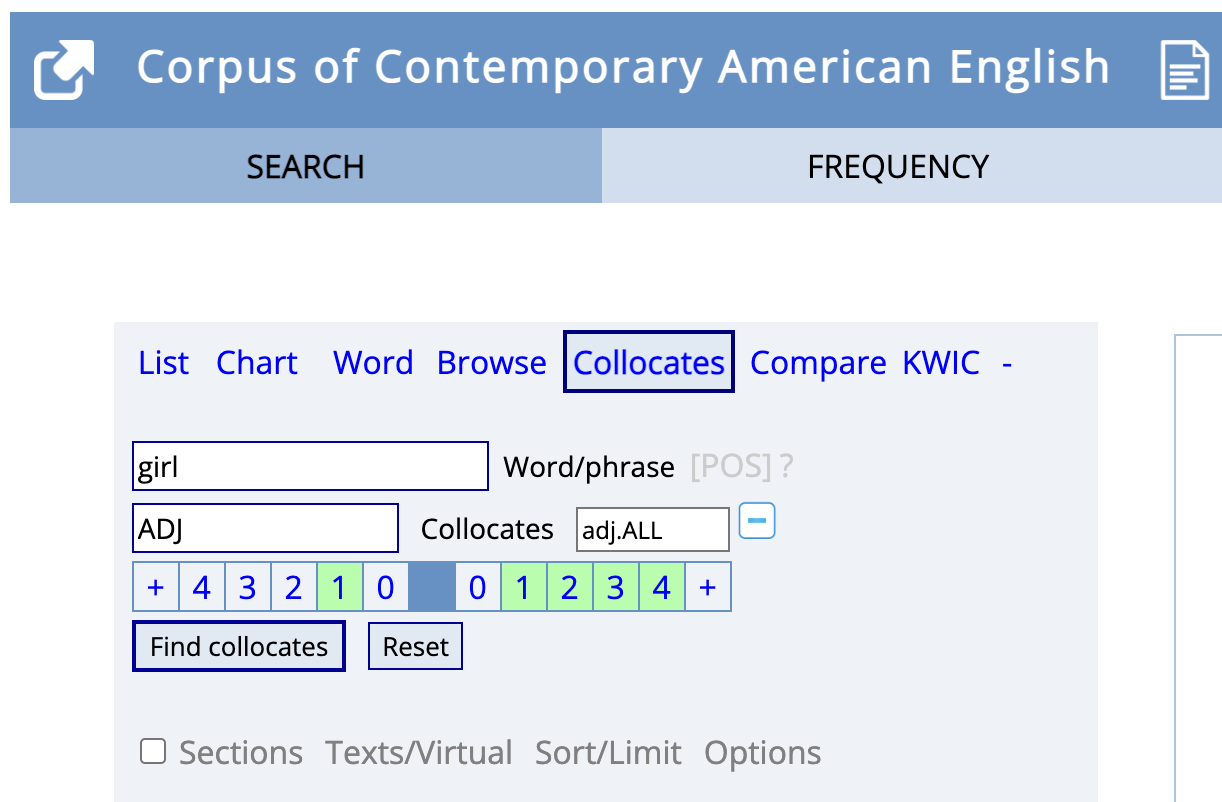 Corpus of Contemporary American English
SEARCH FREQUENCY
List Chart Word Browse Collocates Compare KWIC -
girl Word/phrase [POS] ?
ADJ Collocates adj.ALL
+ 4 3 2 1 0 0 1 2 3 4 +
Find collocates Reset
Sections Texts/Virtual Sort/Limit Options